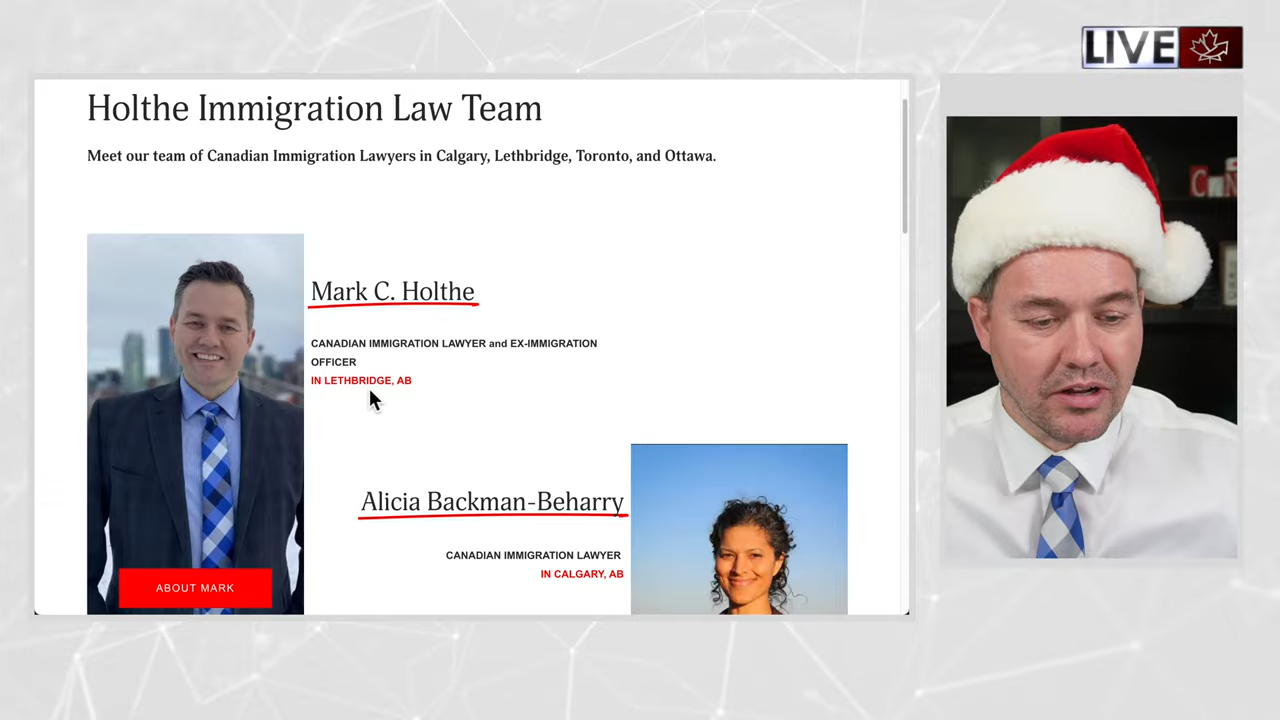 LIVE
Holthe Immigration Law Team
Meet our team of Canadian Immigration Lawyers in Calgary, Lethbridge, Toronto, and Ottawa.
Mark C. Holthe
CANADIAN IMMIGRATION LAWYER and EX-IMMIGRATION
OFFICER
IN LETHBRIDGE, AB
Alicia Backman-Beharry
CANADIAN IMMIGRATION LAWYER
IN CALGARY, AB
ABOUT MARK